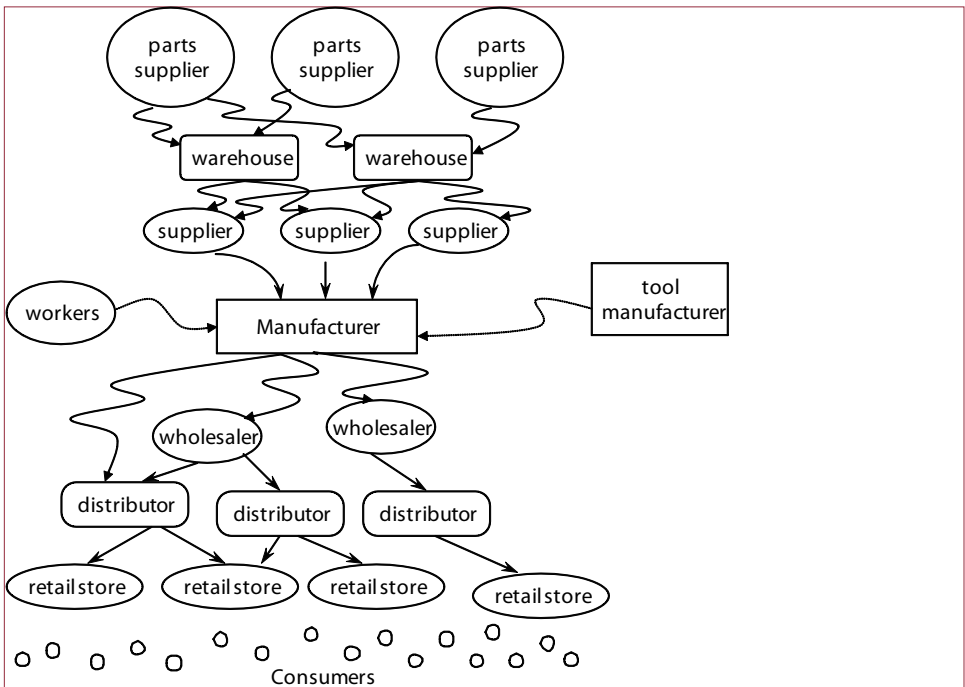 parts
supplier
parts
supplier
parts
supplier
warehouse
warehouse
supplier
supplier
supplier
workers
Manufacturer
tool
manufacturer
wholesaler
wholesaler
distributor
distributor
distributor
retail store
retail store
retail store
retail store
Consumers